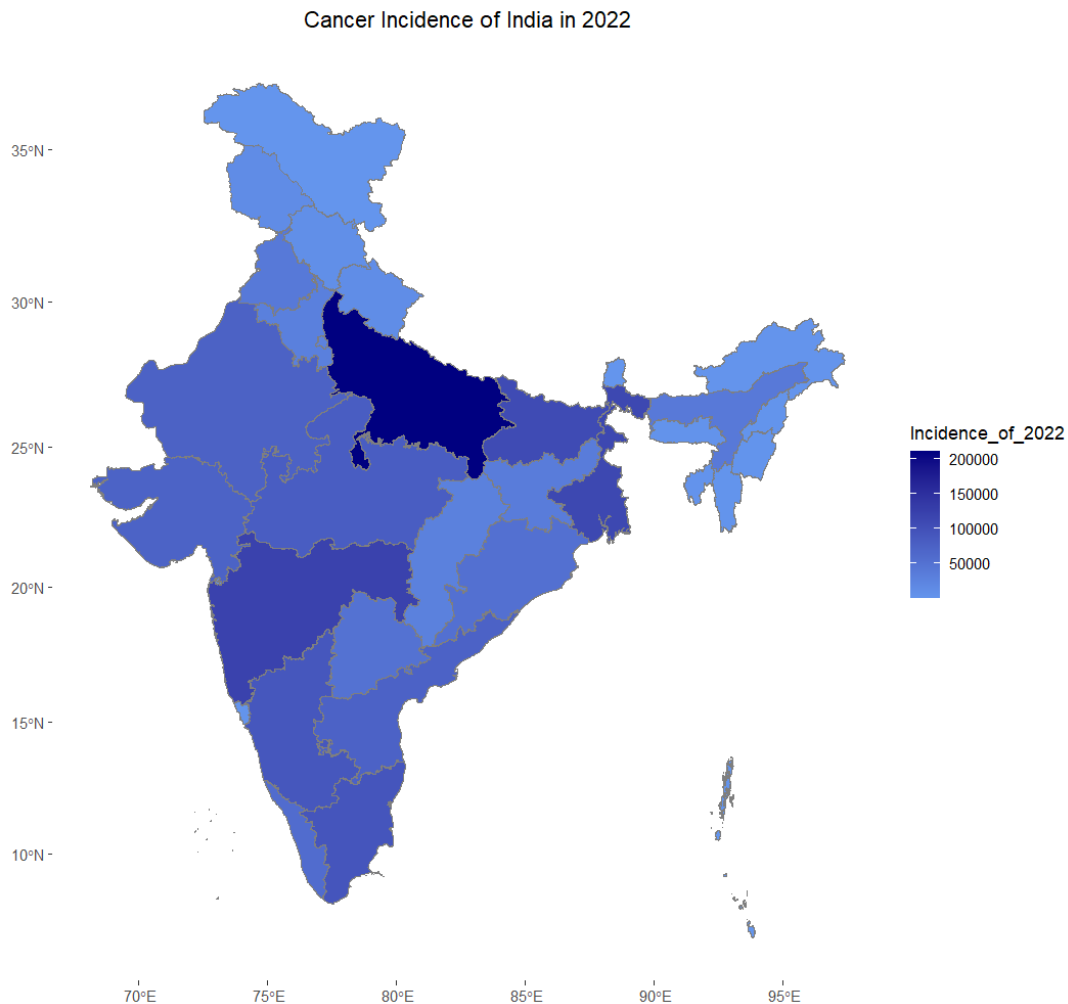 Cancer Incidence of India in 2022
35°N
30°N
25°N
20°N
15°N
10°N
Incidence_of_2022
200000
150000
100000
50000
70°E
75°E
80°E
85°E
90°E
95°E